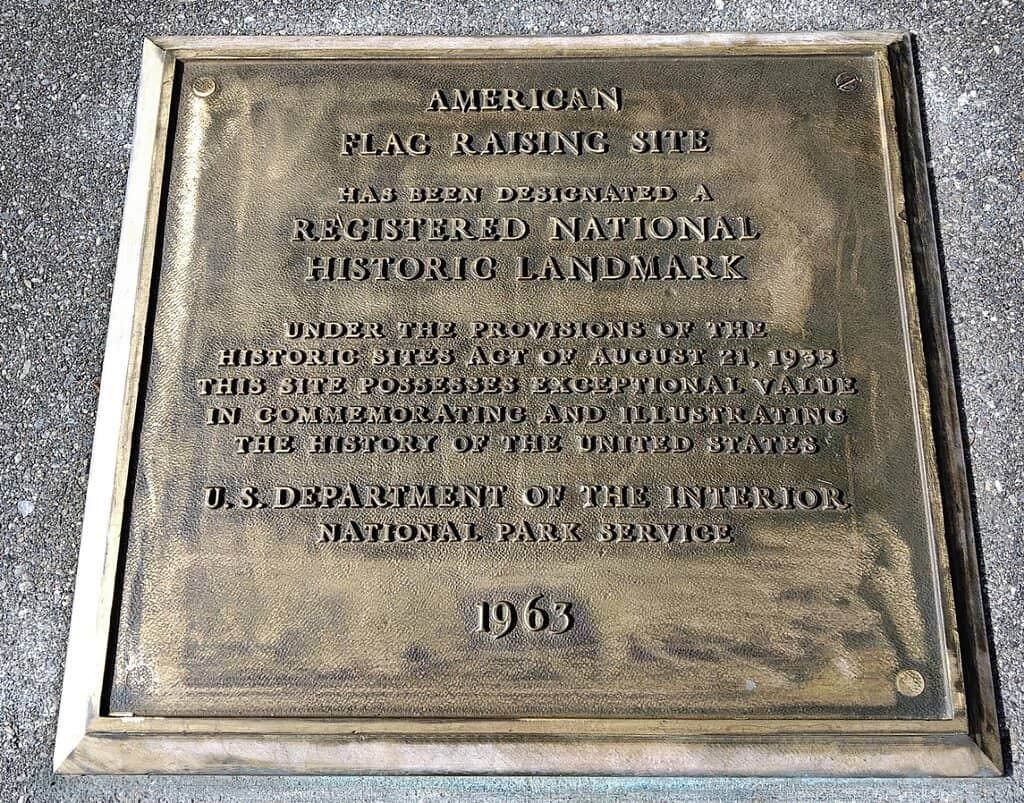 AMERICAN
FLAG RAISING SITE
HAS BEEN DESIGNATED A
REGISTERED NATIONAL
HISTORIC LANDMARK
UNDER THE PROVISIONS OF THE
HISTORIC SITES ACT OF AUGUST 21, 1935
THIS SITE POSSESSES EXCEPTIONAL VALUE
IN COMMEMORATING AND ILLUSTRATING
THE HISTORY OF THE UNITED STATES
U.S. DEPARTMENT OF THE INTERIOR
NATIONAL PARK SERVICE
1963